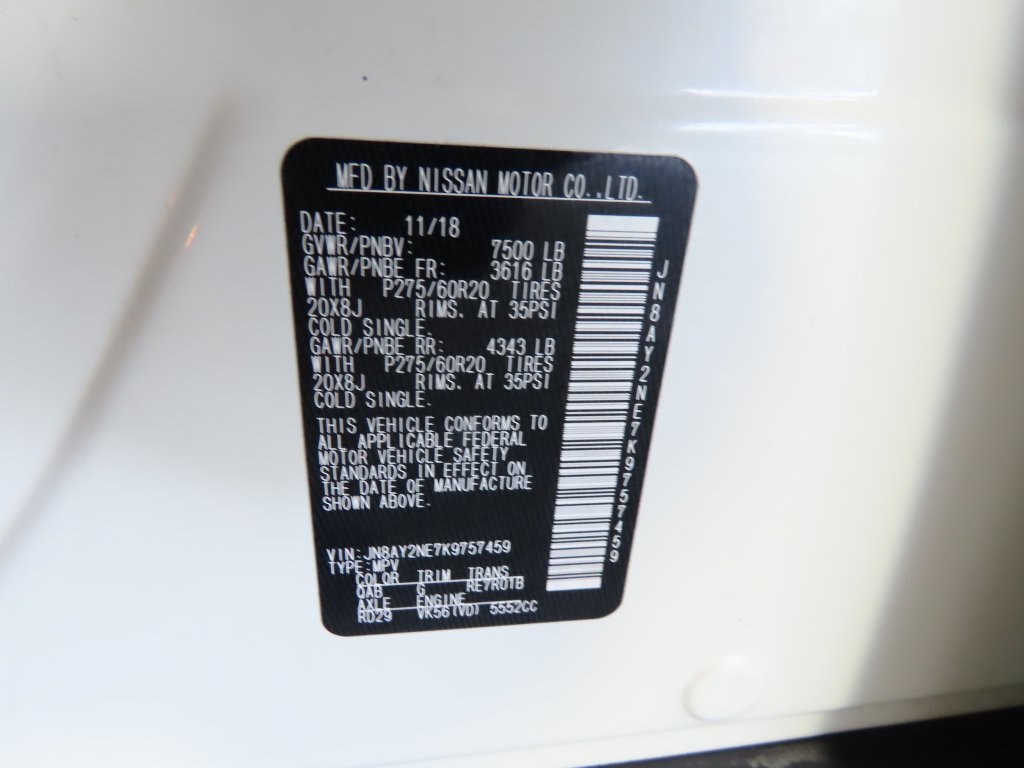 MFD BY NISSAN MOTOR CO.,LTD.
DATE: 11/18
GVWR/PNBV: 7500 LB
GAWR/PNBE FR: 3616 LB
WITH P275/60R20 TIRES
20X8J RIMS. AT 35PSI
COLD SINGLE.
GAWR/PNBE RR: 4343 LB
WITH P275/60R20 TIRES
20X8J RIMS. AT 35PSI
COLD SINGLE.
THIS VEHICLE CONFORMS TO
ALL APPLICABLE FEDERAL
MOTOR VEHICLE SAFETY
STANDARDS IN EFFECT ON
THE DATE OF MANUFACTURE
SHOWN ABOVE.
VIN:JN8AY2NE7K9757459
TYPE:MPV
COLOR TRIM TRANS
QAB G RE7R01B
AXLE ENGINE
RD29 VK56(VD) 5552CC
JN8AY2NE7K9757459